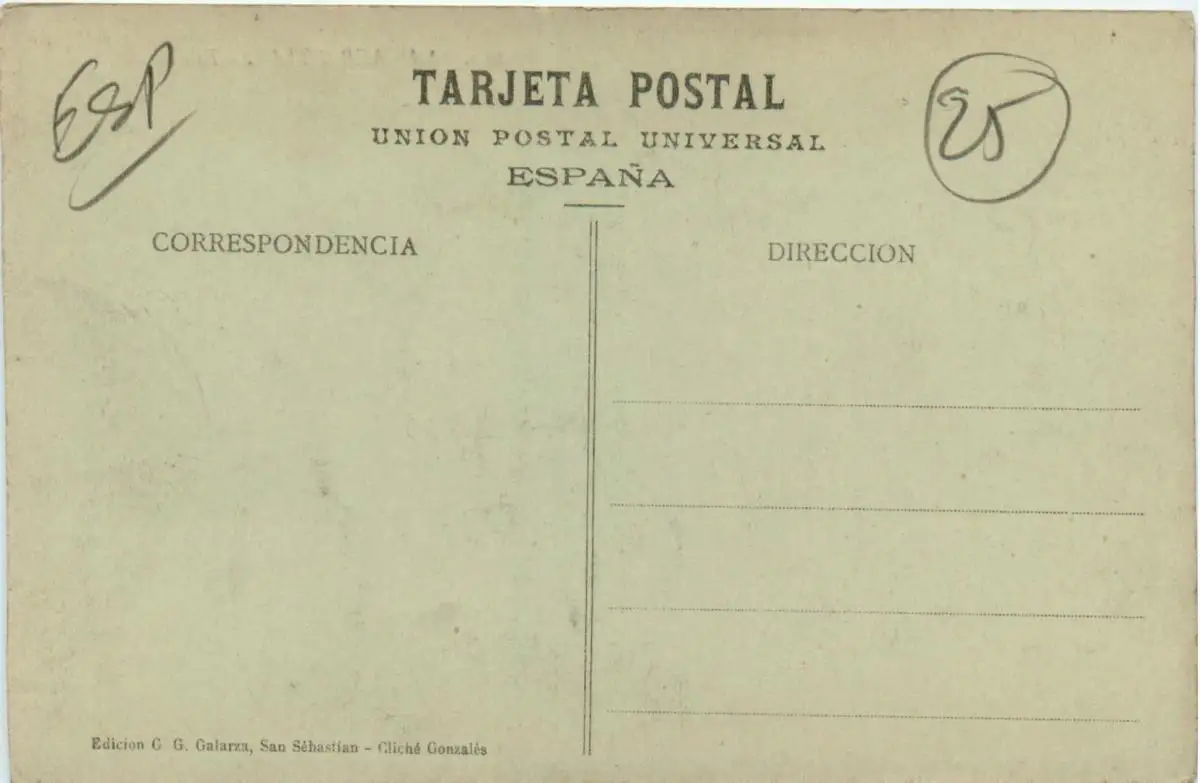 ESP
TARJETA POSTAL
25
UNION POSTAL UNIVERSAL
ESPAÑA
CORRESPONDENCIA
DIRECCION
Edicion C G. Galarza, San Sébastian - Cliché Gonzalés